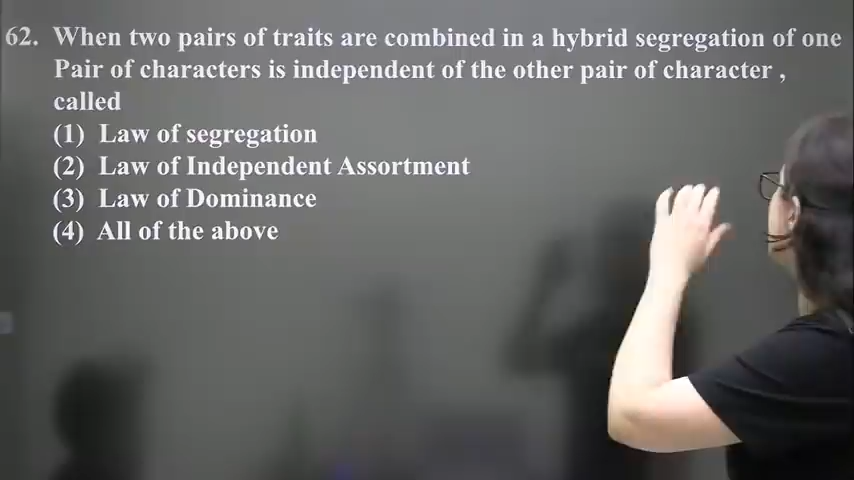 62. When two pairs of traits are combined in a hybrid segregation of one
Pair of characters is independent of the other pair of character ,
called
(1) Law of segregation
(2) Law of Independent Assortment
(3) Law of Dominance
(4) All of the above